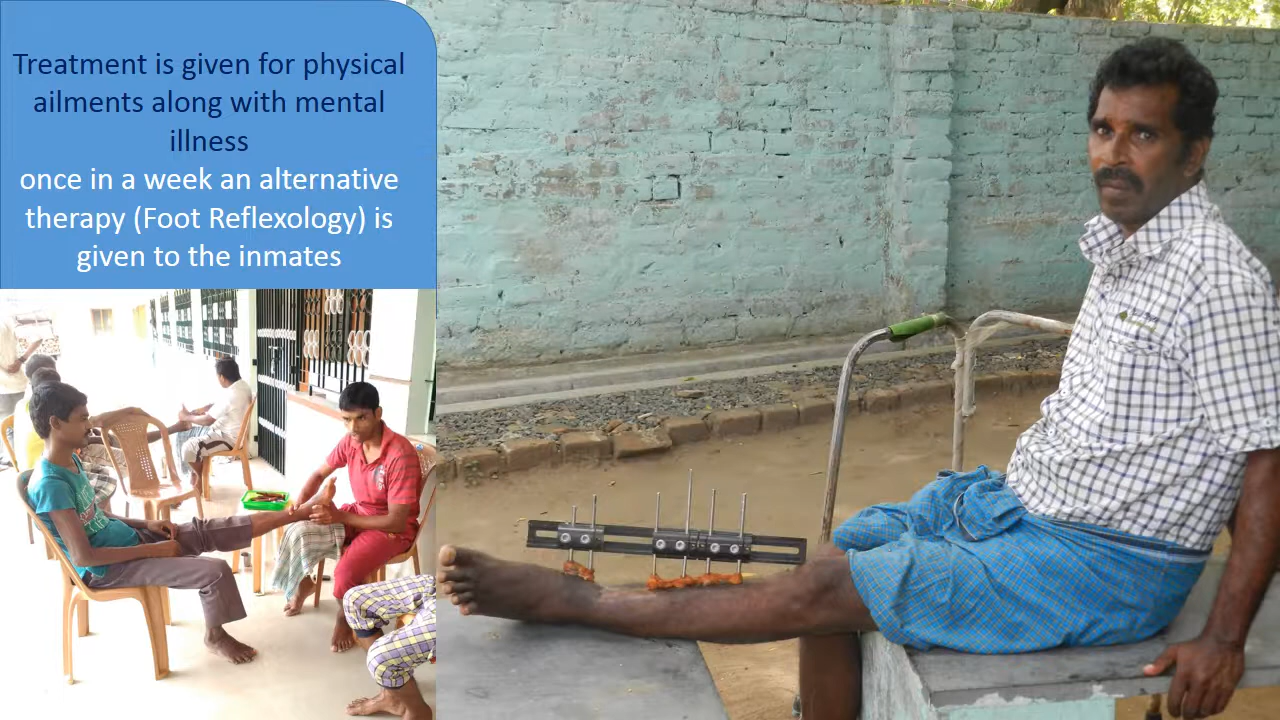 Treatment is given for physical
ailments along with mental
illness
once in a week an alternative
therapy (Foot Reflexology) is
given to the inmates